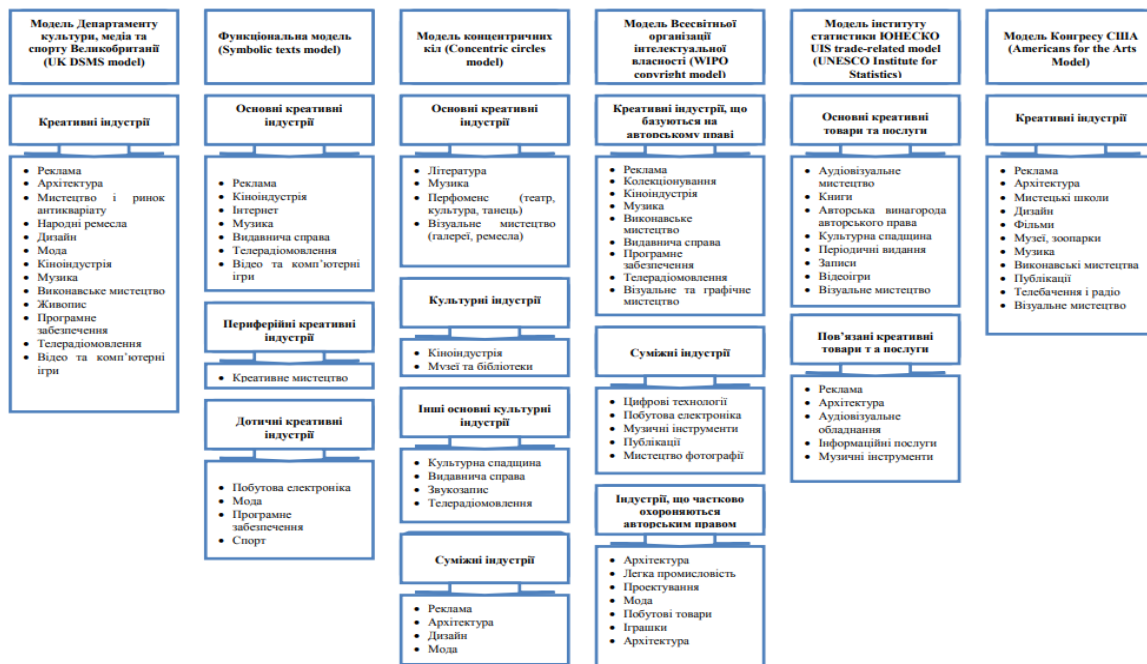 Модель Департаменту
культури, медіа та
спорту Великобританії
(UK DSMS model)
Креативні індустрії
• Реклама
• Архітектура
• Мистецтво і ринок
антикваріату
• Народні ремесла
• Дизайн
• Мода
• Кіноіндустрія
• Музика
• Виконавське мистецтво
• Живопис
• Програмне
забезпечення
• Телерадіомовлення
• Відео та комп’ютерні
ігри
Функціональна модель
(Symbolic texts model)
Основні креативні
індустрії
• Реклама
• Кіноіндустрія
• Інтернет
• Музика
• Видавнича справа
• Телерадіомовлення
• Відео та комп’ютерні
ігри
Периферійні креативні
індустрії
• Креативне мистецтво
Дотичні креативні
індустрії
• Побутова електроніка
• Мода
• Програмне
забезпечення
• Спорт
Модель концентричних
кіл (Concentric circles
model)
Основні креативні
індустрії
• Література
• Музика
• Перфоменс (театр,
культура, танець)
• Візуальне мистецтво
(галереї, ремесла)
Культурні індустрії
• Кіноіндустрія
• Музеї та бібліотеки
Інші основні культурні
індустрії
• Культурна спадщина
• Видавнича справа
• Звукозапис
• Телерадіомовлення
Суміжні індустрії
• Реклама
• Архітектура
• Дизайн
• Мода
Модель Всесвітньої
організації
інтелектуальної
власності (WIPO
copyright model)
Креативні індустрії, що
базуються на
авторському праві
• Реклама
• Колекціонування
• Кіноіндустрія
• Музика
• Виконавське
мистецтво
• Видавнича справа
• Програмне
забезпечення
• Телерадіомовлення
• Візуальне та графічне
мистецтво
Суміжні індустрії
• Цифрові технології
• Побутова електроніка
• Музичні інструменти
• Публікації
• Мистецтво фотографії
Індустрії, що частково
охороняються
авторським правом
• Архітектура
• Легка промисловість
• Проектування
• Мода
• Побутові товари
• Іграшки
• Архітектура
Модель інституту
статистики ЮНЕСКО
UIS trade-related model
(UNESCO Institute for
Statistics)
Основні креативні
товари та послуги
• Аудіовізуальне
мистецтво
• Книги
• Авторська винагорода
авторського права
• Культурна спадщина
• Періодичні видання
• Записи
• Відеоігри
• Візуальне мистецтво
Пов’язані креативні
товари т а послуги
• Реклама
• Архітектура
• Аудіовізуальне
обладнання
• Інформаційні послуги
• Музичні інструменти
Модель Конгресу США
(Americans for the Arts
Model)
Креативні індустрії
• Реклама
• Архітектура
• Мистецькі школи
• Дизайн
• Фільми
• Музеї, зоопарки
• Музика
• Виконавські мистецтва
• Публікації
• Телебачення і радіо
• Візуальне мистецтво